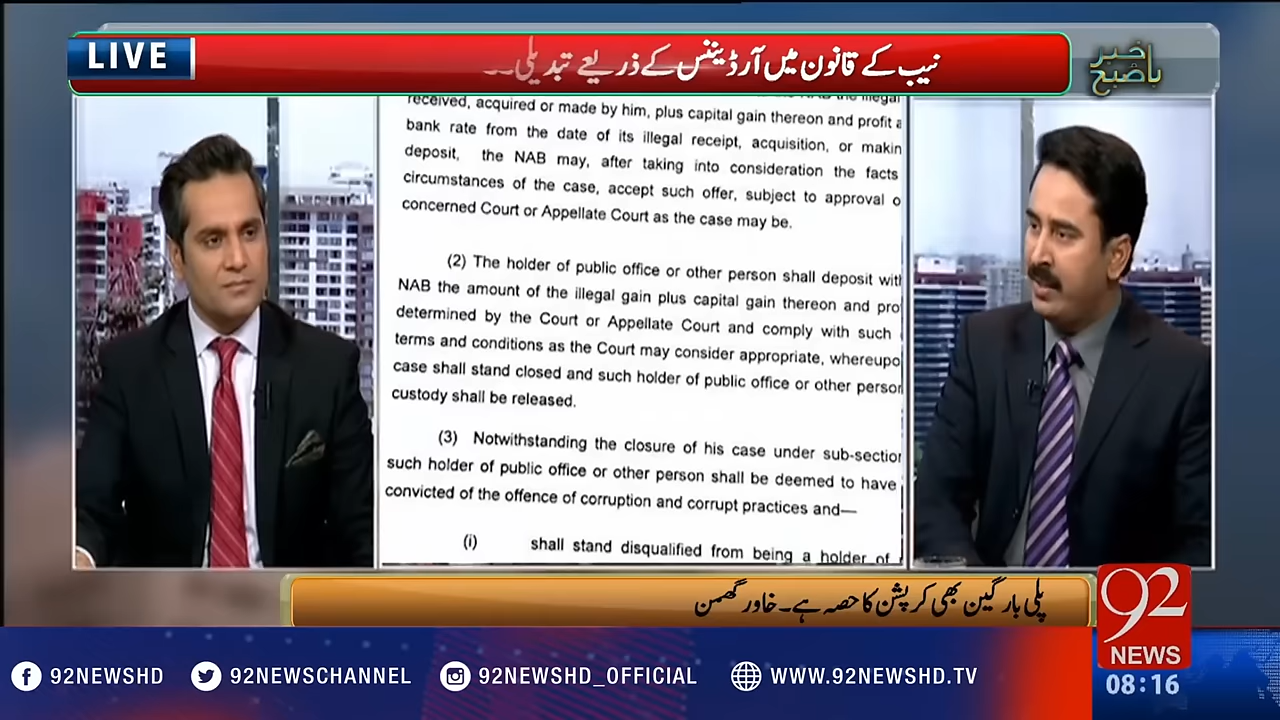 LIVE
نیب کے قانون میں آرڈیننس کے ذریعے تبدیلی۔۔
خبر
باصبح
received, acquired or made by him, plus capital gain thereon and profit a
bank rate from the date of its illegal receipt, acquisition, or makin
deposit, the NAB may, after taking into consideration the facts
circumstances of the case, accept such offer, subject to approval o
concerned Court or Appellate Court as the case may be.
(2) The holder of public office or other person shall deposit with
NAB the amount of the illegal gain plus capital gain thereon and pro
determined by the Court or Appellate Court and comply with such
terms and conditions as the Court may consider appropriate, whereupo
case shall stand closed and such holder of public office or other person
custody shall be released.
(3) Notwithstanding the closure of his case under sub-section
such holder of public office or other person shall be deemed to have
convicted of the offence of corruption and corrupt practices and—
(i) shall stand disqualified from being a holder of
پلی بارگین بھی کرپشن کا حصہ ہے۔ خاور گھمن
92
NEWS
08:16
92NEWSHD 92NEWSCHANNEL 92NEWSHD_OFFICIAL WWW.92NEWSHD.TV